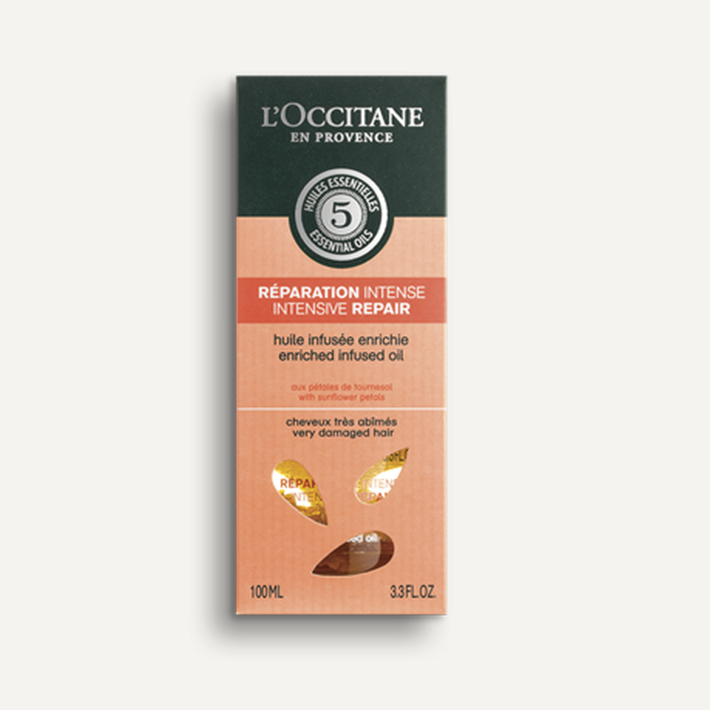 L'OCCITANE
EN PROVENCE
HUILES ESSENTIELLES
5
ESSENTIAL OILS
RÉPARATION INTENSE
INTENSIVE REPAIR
huile infusée enrichie
enriched infused oil
aux pétales de tournesol
with sunflower petals
cheveux très abîmés
very damaged hair
100ML 3.3FL.OZ.